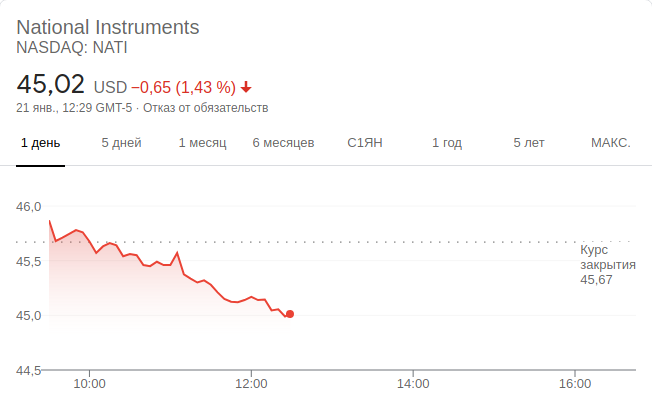 National Instruments
NASDAQ: NATI
45,02 USD −0,65 (1,43 %)
21 янв., 12:29 GMT-5 · Отказ от обязательств
1 день 5 дней 1 месяц 6 месяцев С1ЯН 1 год 5 лет МАКС.
46,0
Курс
45,5 закрытия
45,67
45,0
44,5
10:00 12:00 14:00 16:00